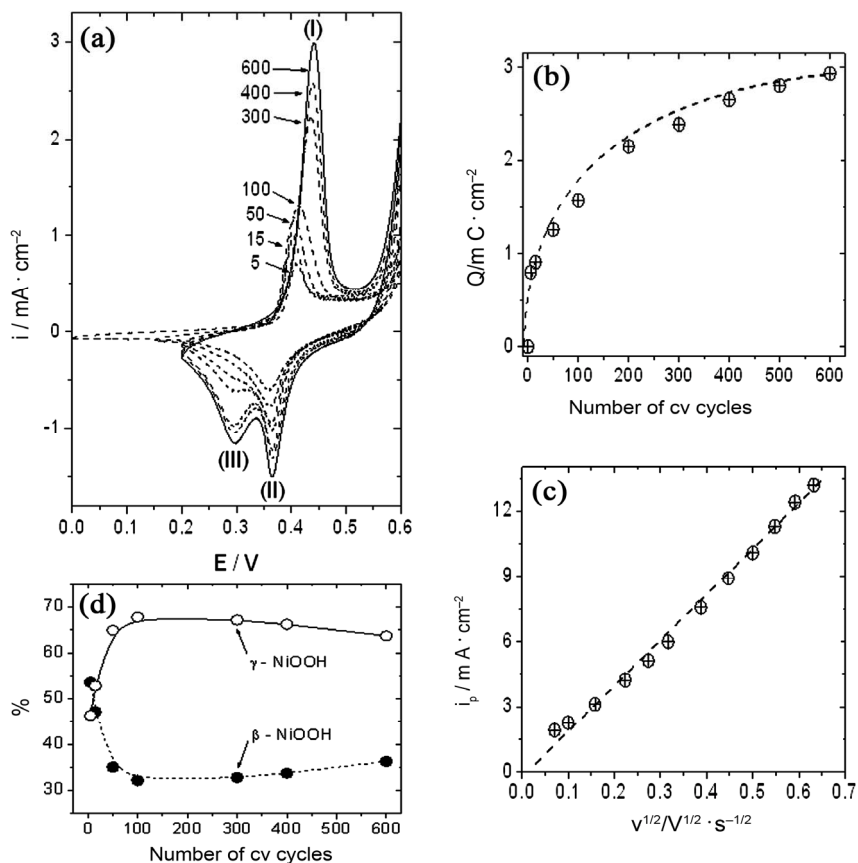 (a)
(I)
600
400
300
100
50
15
5
(III)
(II)
3
2
1
0
-1
i / mA · cm⁻²
0.0 0.1 0.2 0.3 0.4 0.5 0.6
E / V
(b)
3
2
1
0
Q/m C · cm⁻²
0 100 200 300 400 500 600
Number of cv cycles
(c)
12
9
6
3
0
iₚ / m A · cm⁻²
0.0 0.1 0.2 0.3 0.4 0.5 0.6 0.7
v¹/²/V¹/² · s⁻¹/²
(d)
70
60
50
40
30
%
γ - NiOOH
β - NiOOH
0 100 200 300 400 500 600
Number of cv cycles